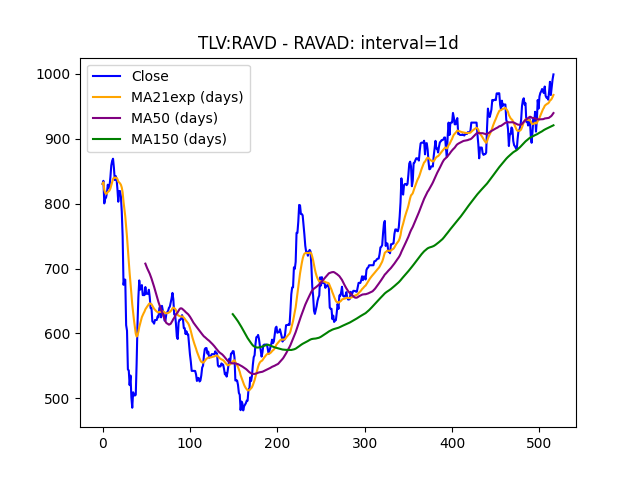 TLV:RAVD - RAVAD: interval=1d
Close
MA21exp (days)
MA50 (days)
MA150 (days)
1000
900
800
700
600
500
0 100 200 300 400 500